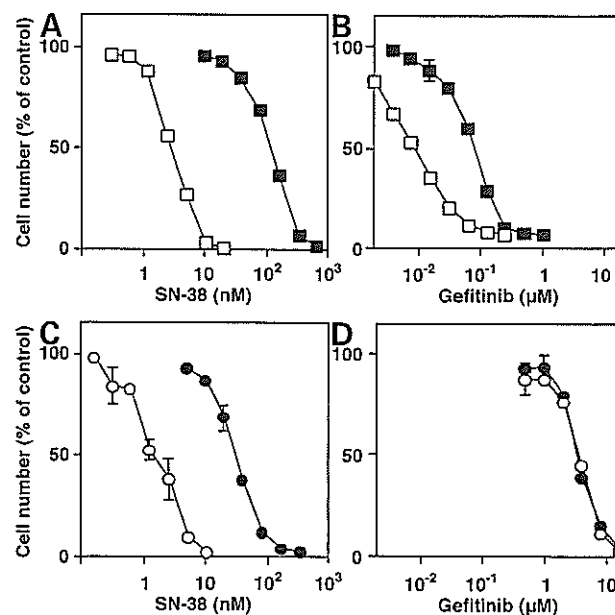 A
B
Cell number (% of control)
100
50
0
1
10
10²
10³
SN-38 (nM)
100
50
0
10⁻²
10⁻¹
1
10
Gefitinib (µM)
C
D
Cell number (% of control)
100
50
0
1
10
10²
10³
SN-38 (nM)
100
50
0
10⁻²
10⁻¹
1
10
Gefitinib (µM)